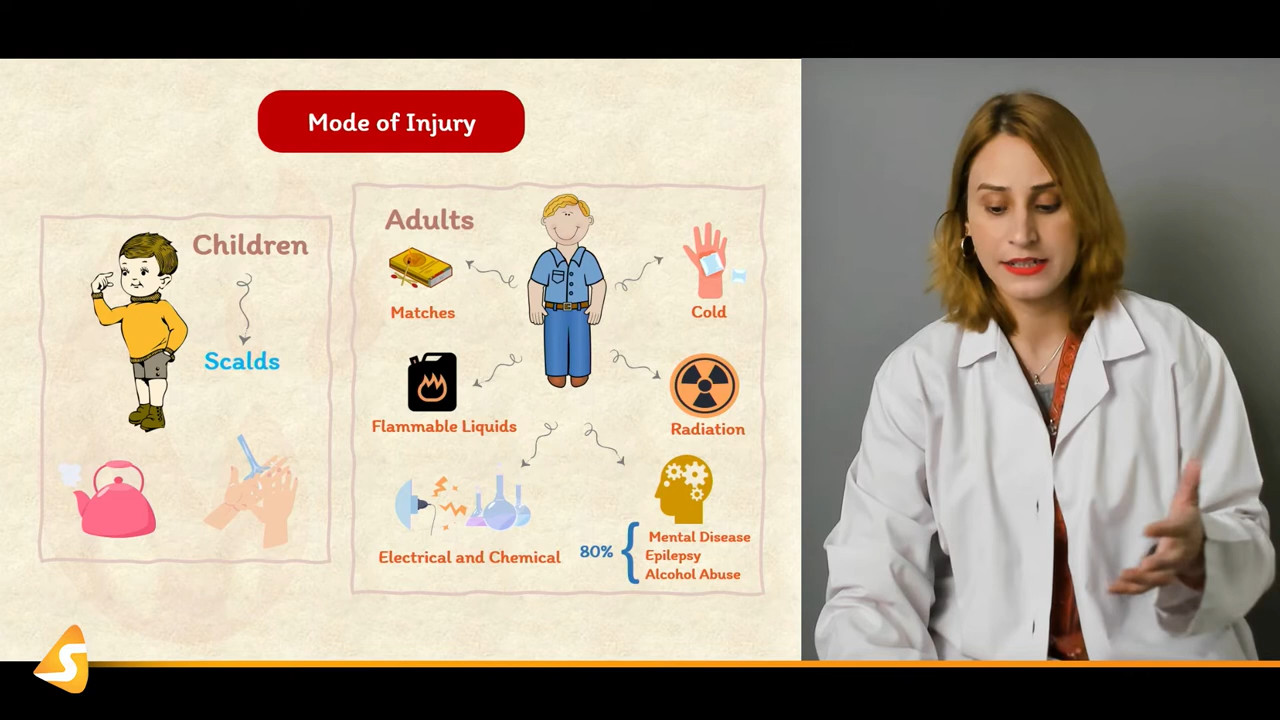 Mode of Injury
Children
Scalds
Adults
Matches
Cold
Flammable Liquids
Radiation
Electrical and Chemical
80%
Mental Disease
Epilepsy
Alcohol Abuse
S